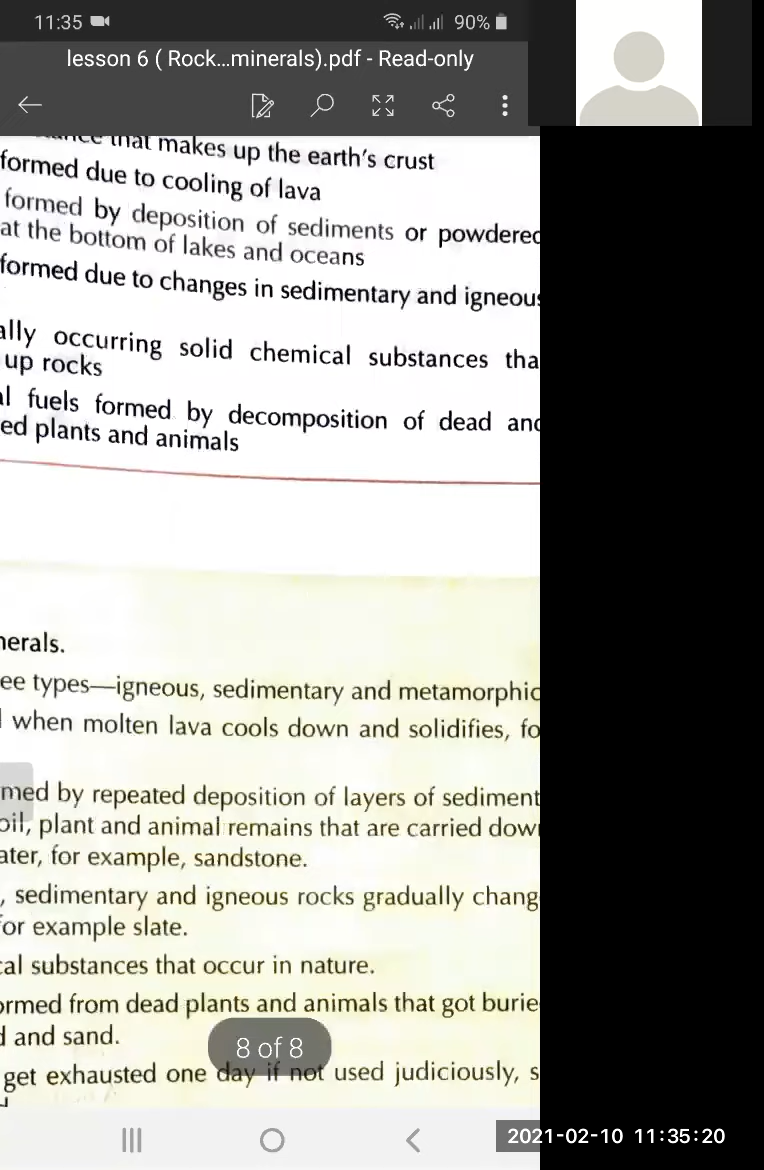 11:35 90%
lesson 6 ( Rock...minerals).pdf - Read-only
that makes up the earth's crust
formed due to cooling of lava
formed by deposition of sediments or powdered
at the bottom of lakes and oceans
formed due to changes in sedimentary and igneous
ally occurring solid chemical substances tha
up rocks
al fuels formed by decomposition of dead and
ed plants and animals
nerals.
ee types—igneous, sedimentary and metamorphic
when molten lava cools down and solidifies, fo
med by repeated deposition of layers of sediment
oil, plant and animal remains that are carried down
ater, for example, sandstone.
, sedimentary and igneous rocks gradually chang
for example slate.
cal substances that occur in nature.
ormed from dead plants and animals that got burie
d and sand.
8 of 8
get exhausted one day if not used judiciously, s
2021-02-10 11:35:20